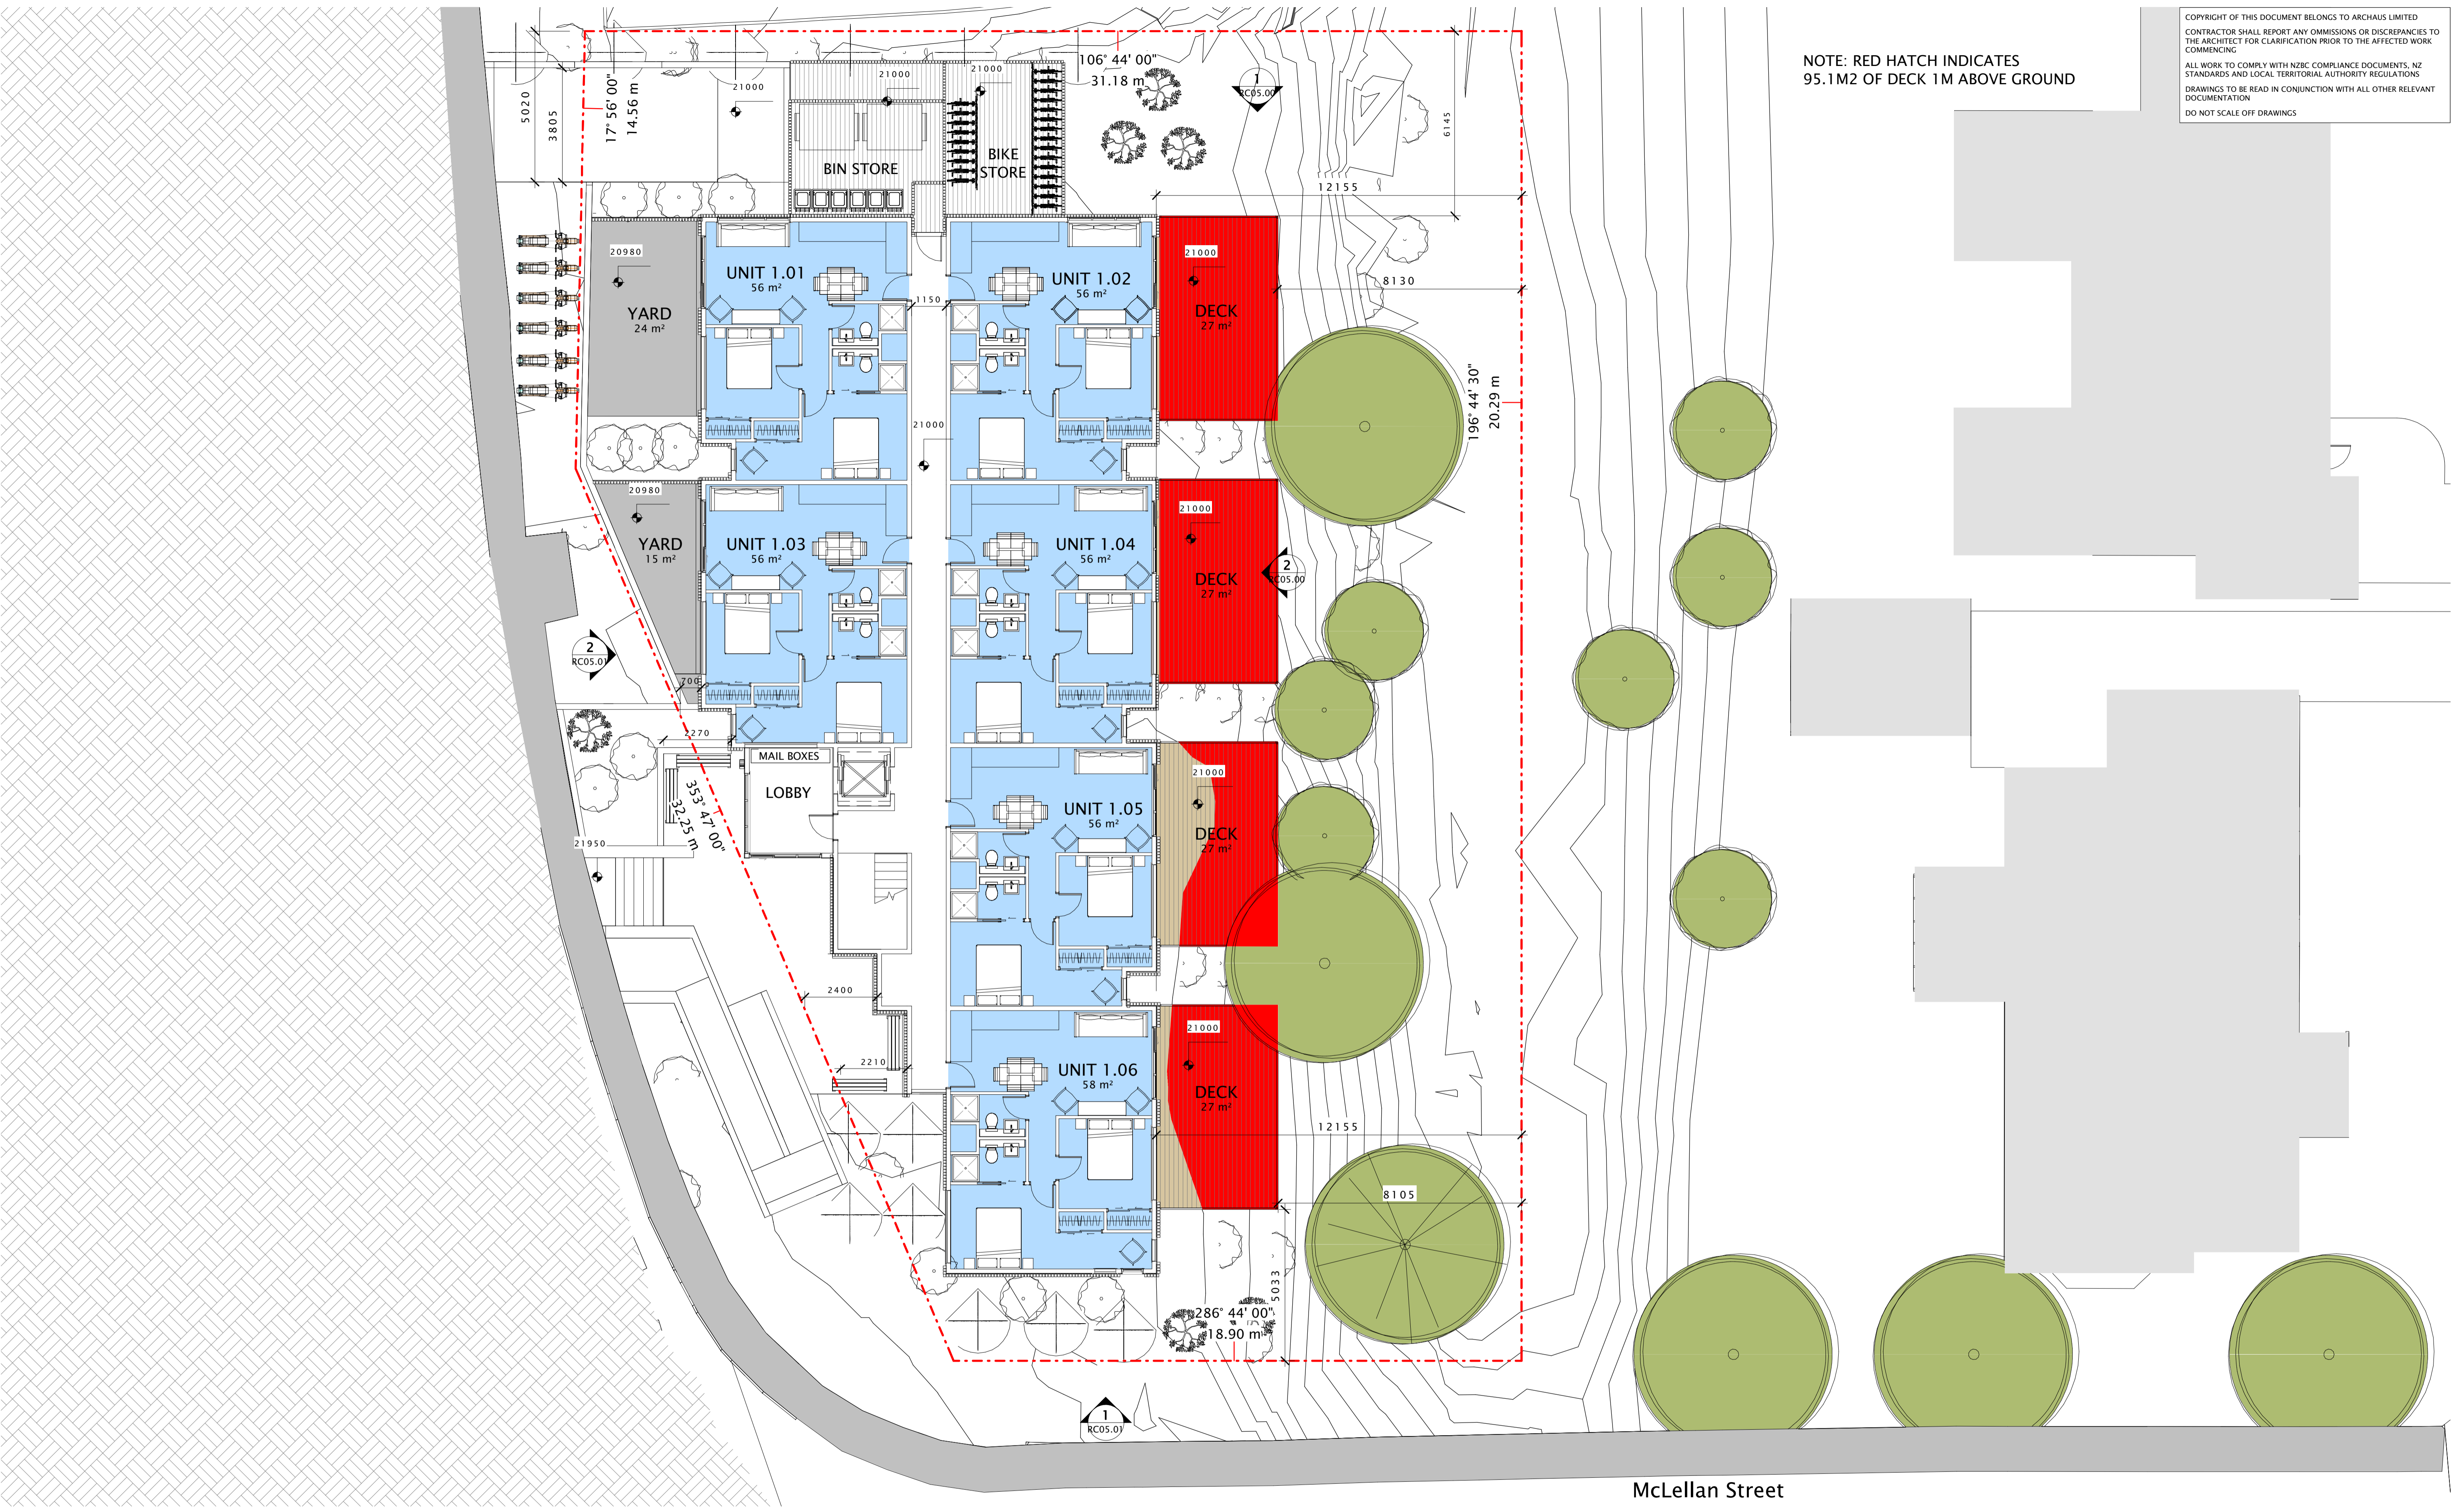 COPYRIGHT OF THIS DOCUMENT BELONGS TO ARCHAUS LIMITED
CONTRACTOR SHALL REPORT ANY OMMISSIONS OR DISCREPANCIES TO
THE ARCHITECT FOR CLARIFICATION PRIOR TO THE AFFECTED WORK
COMMENCING
ALL WORK TO COMPLY WITH NZBC COMPLIANCE DOCUMENTS, NZ
STANDARDS AND LOCAL TERRITORIAL AUTHORITY REGULATIONS
DRAWINGS TO BE READ IN CONJUNCTION WITH ALL OTHER RELEVANT
DOCUMENTATION
DO NOT SCALE OFF DRAWINGS
NOTE: RED HATCH INDICATES
95.1M2 OF DECK 1M ABOVE GROUND
106° 44' 00"
31.18 m
1
RC05.00
17° 56' 00"
14.56 m
5020
3805
21000
21000
21000
6145
BIN STORE
BIKE
STORE
12155
20980
YARD
24 m²
UNIT 1.01
56 m²
1150
UNIT 1.02
56 m²
21000
DECK
27 m²
8130
196° 44' 30"
20.29 m
21000
20980
YARD
15 m²
UNIT 1.03
56 m²
UNIT 1.04
56 m²
21000
DECK
27 m²
2
RC05.00
2
RC05.01
700
2270
MAIL BOXES
LOBBY
353° 47' 00"
32.25 m
21950
UNIT 1.05
56 m²
21000
DECK
27 m²
2400
2210
UNIT 1.06
58 m²
21000
DECK
27 m²
12155
8105
5033
286° 44' 00"
18.90 m
1
RC05.01
McLellan Street